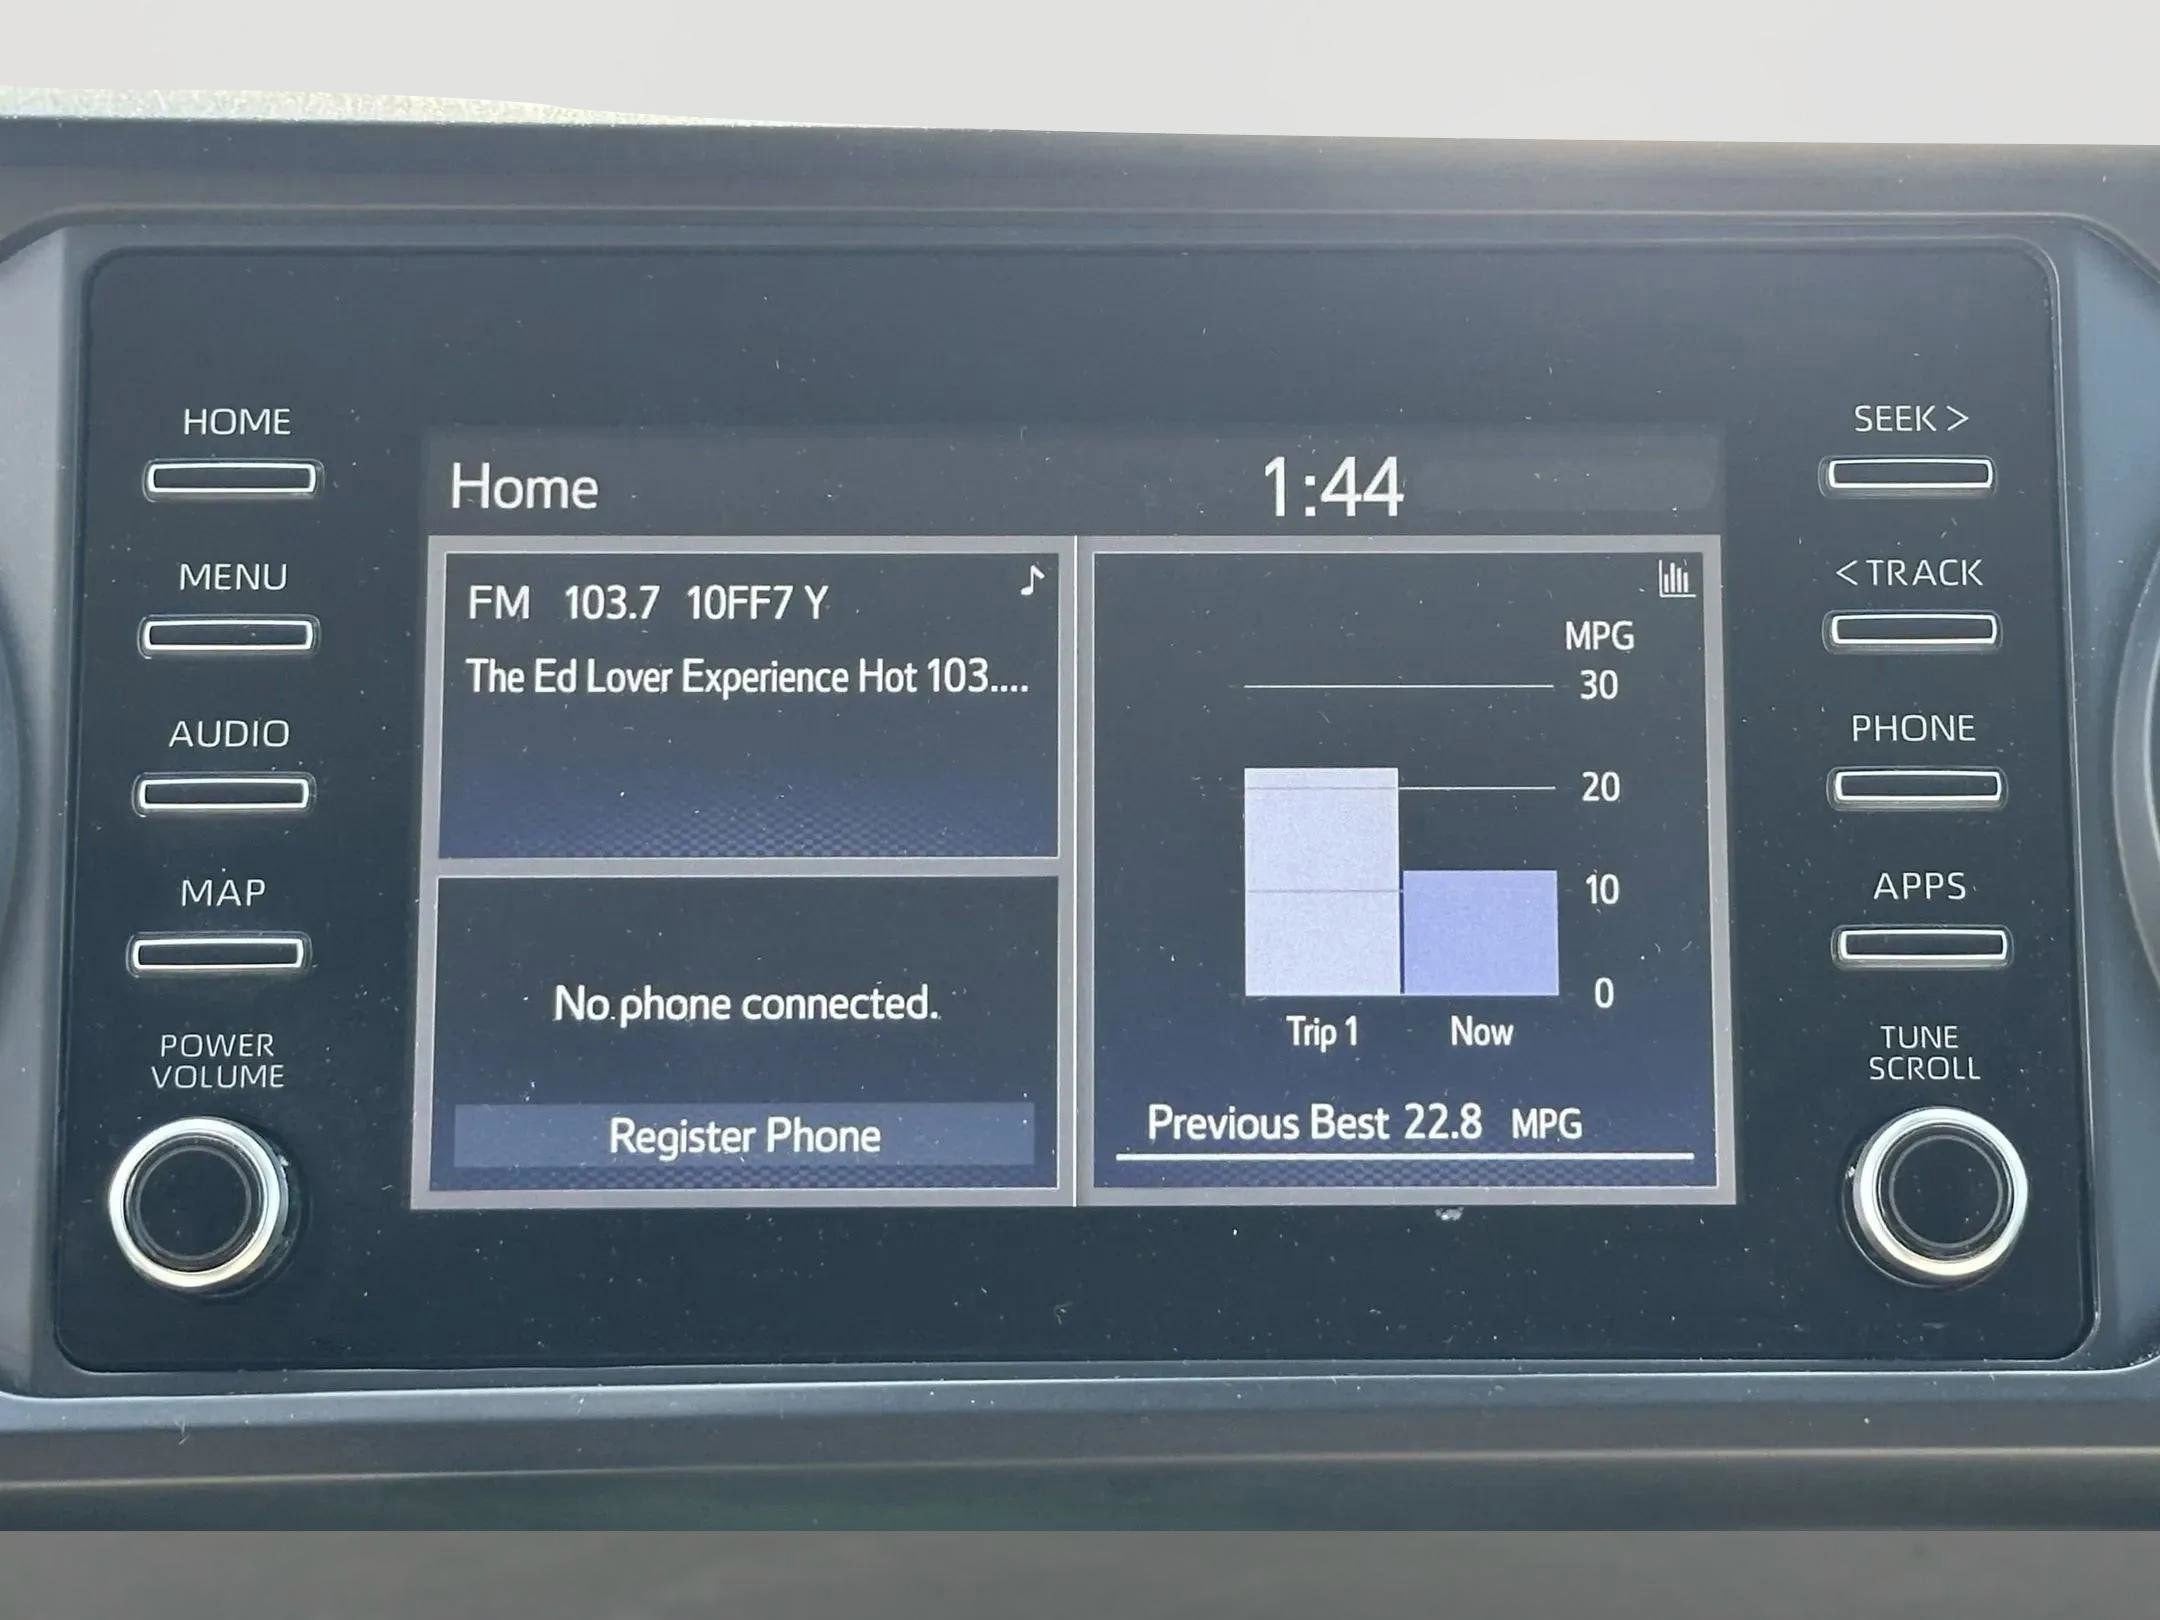 HOME
MENU
AUDIO
MAP
POWER
VOLUME
Home
1:44
FM 103.7 10FF7 Y
The Ed Lover Experience Hot 103....
No phone connected.
Register Phone
MPG
30
20
10
0
Trip 1 Now
Previous Best 22.8 MPG
SEEK >
< TRACK
PHONE
APPS
TUNE
SCROLL